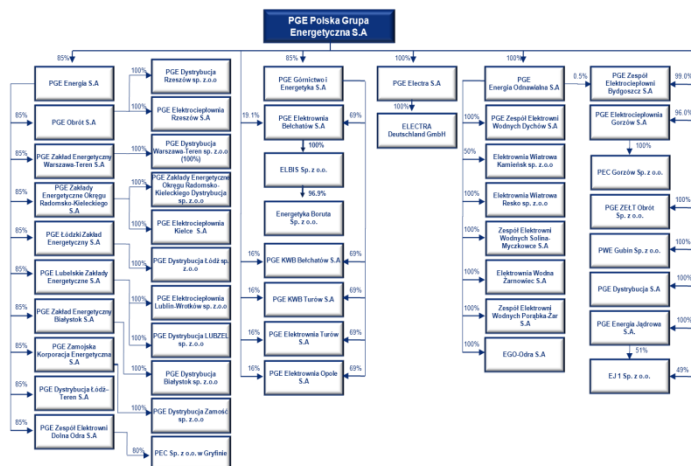 PGE Polska Grupa
Energetyczna S.A
85%
85%
100%
100%
PGE Energia S.A
85%
PGE Obrót S.A
85%
PGE Zakład Energetyczny
Warszawa-Teren S.A
85%
PGE Zakłady
Energetyczne Okręgu
Radomsko-Kieleckiego
S.A
85%
PGE Łódzki Zakład
Energetyczny S.A
85%
PGE Lubelskie Zakłady
Energetyczne S.A
85%
PGE Zakład Energetyczny
Białystok S.A
85%
PGE Zamojska
Korporacja Energetyczna
S.A
85%
PGE Dystrybucja Łódź–
Teren S.A
85%
PGE Zespół Elektrowni
Dolna Odra S.A
100%
PGE Dystrybucja
Rzeszów sp. z.o.o
100%
PGE Elektrociepłownia
Rzeszów S.A
100%
PGE Dystrybucja
Warszawa-Teren sp. z.o.o
(100%)
100%
PGE Zakłady Energetyczne
Okręgu Radomsko-
Kieleckiego Dystrybucja
sp. z.o.o
100%
PGE Elektrociepłownia
Kielce S.A
100%
PGE Dystrybucja Łódź sp.
z.o.o
100%
PGE Elektrociepłownia
Lublin-Wrotków sp. z.o.o
100%
PGE Dystrybucja LUBZEL
sp. z.o.o
100%
PGE Dystrybucja
Białystok sp. z.o.o
100%
PGE Dystrybucja Zamość
sp. z.o.o
80%
PEC Sp. z o.o. w Gryfinie
PGE Górnictwo i
Energetyka S.A
19.1%
PGE Elektrownia
Bełchatów S.A
69%
100%
ELBIS Sp. z o.o.
96.9%
Energetyka Boruta
Sp. z o.o.
16%
PGE KWB Bełchatów S.A
69%
16%
PGE KWB Turów S.A
69%
16%
PGE Elektrownia Turów
S.A
69%
16%
PGE Elektrownia Opole
S.A
69%
PGE Electra S.A
100%
ELECTRA
Deutschland GmbH
PGE
Energia Odnawialna S.A
100%
PGE Zespół Elektrowni
Wodnych Dychów S.A
50%
Elektrownia Wiatrowa
Kamieńsk sp. z.o.o
100%
Elektrownia Wiatrowa
Resko sp. z.o.o
100%
Zespół Elektrowni
Wodnych Solina-
Myczkowce S.A
100%
Elektrownia Wodna
Żarnowiec S.A
100%
Zespół Elektrowni
Wodnych Porąbka-Żar
S.A
100%
EGO-Odra S.A
0.5%
PGE Zespół
Elektrociepłowni
Bydgoszcz S.A
99.0%
PGE Elektrociepłownia
Gorzów S.A
96.0%
100%
PEC Gorzów Sp. z o.o.
PGE ZEŁT Obrót
Sp. z o.o.
100%
PWE Gubin Sp. z o.o.
100%
PGE Dystrybucja S.A
100%
PGE Energia Jądrowa
S.A.
100%
51%
EJ 1 Sp. z o.o.
49%